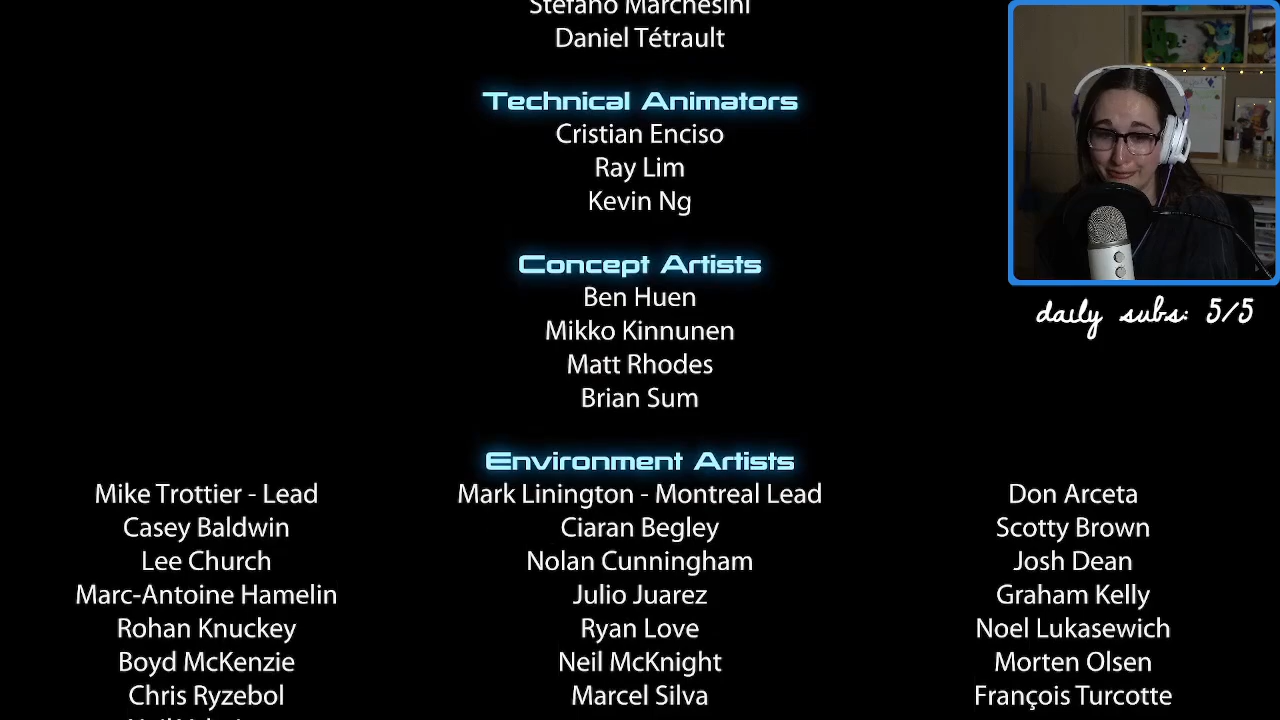 Stefano Marchesini
Daniel Tétrault
Technical Animators
Cristian Enciso
Ray Lim
Kevin Ng
Concept Artists
Ben Huen
Mikko Kinnunen
Matt Rhodes
Brian Sum
Environment Artists
Mike Trottier - Lead
Mark Linington - Montreal Lead
Don Arceta
Casey Baldwin
Ciaran Begley
Scotty Brown
Lee Church
Nolan Cunningham
Josh Dean
Marc-Antoine Hamelin
Julio Juarez
Graham Kelly
Rohan Knuckey
Ryan Love
Noel Lukasewich
Boyd McKenzie
Neil McKnight
Morten Olsen
Chris Ryzebol
Marcel Silva
François Turcotte
daily subs: 5/5